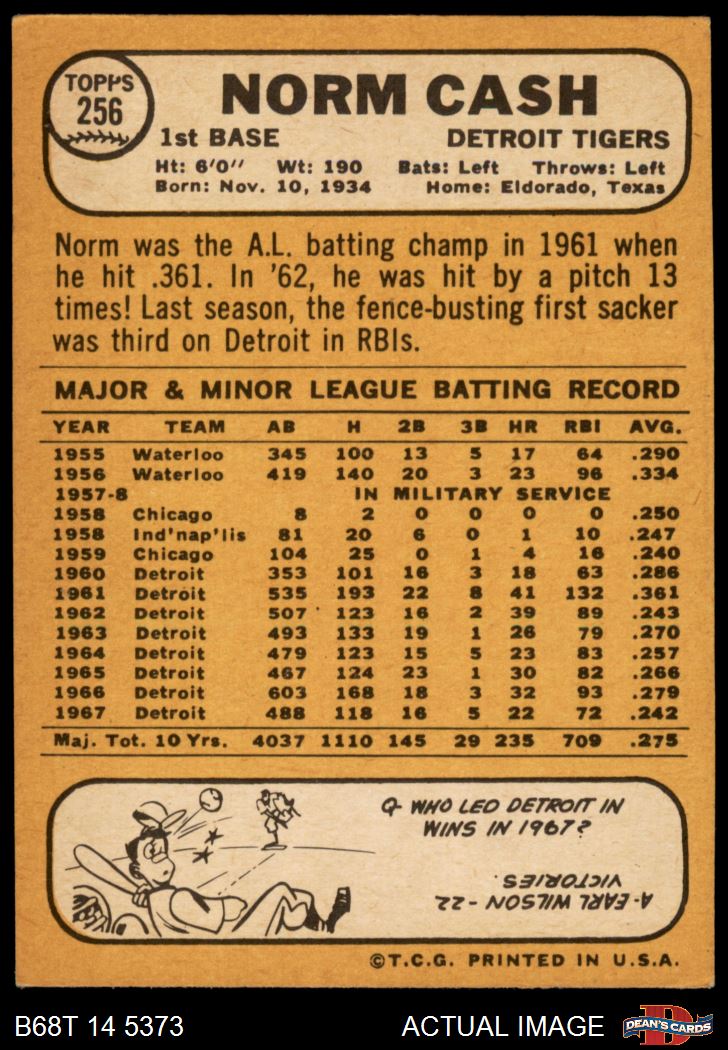 TOPPS
256
NORM CASH
1st BASE DETROIT TIGERS
Ht: 6'0" Wt: 190 Bats: Left Throws: Left
Born: Nov. 10, 1934 Home: Eldorado, Texas
Norm was the A.L. batting champ in 1961 when
he hit .361. In '62, he was hit by a pitch 13
times! Last season, the fence-busting first sacker
was third on Detroit in RBIs.
MAJOR & MINOR LEAGUE BATTING RECORD
YEAR TEAM AB H 2B 3B HR RBI AVG.
1955 Waterloo 345 100 13 5 17 64 .290
1956 Waterloo 419 140 20 3 23 96 .334
1957-8 IN MILITARY SERVICE
1958 Chicago 8 2 0 0 0 0 .250
1958 Ind'nap'lis 81 20 6 0 1 10 .247
1959 Chicago 104 25 0 1 4 16 .240
1960 Detroit 353 101 16 3 18 63 .286
1961 Detroit 535 193 22 8 41 132 .361
1962 Detroit 507 123 16 2 39 89 .243
1963 Detroit 493 133 19 1 26 79 .270
1964 Detroit 479 123 15 5 23 83 .257
1965 Detroit 467 124 23 1 30 82 .266
1966 Detroit 603 168 18 3 32 93 .279
1967 Detroit 488 118 16 5 22 72 .242
Maj. Tot. 10 Yrs. 4037 1110 145 29 235 709 .275
Q- WHO LED DETROIT IN
WINS IN 1967?
A- EARL WILSON - 22
VICTORIES.
©T.C.G. PRINTED IN U.S.A.
B68T 14 5373 ACTUAL IMAGE
D
DEAN'S CARDS